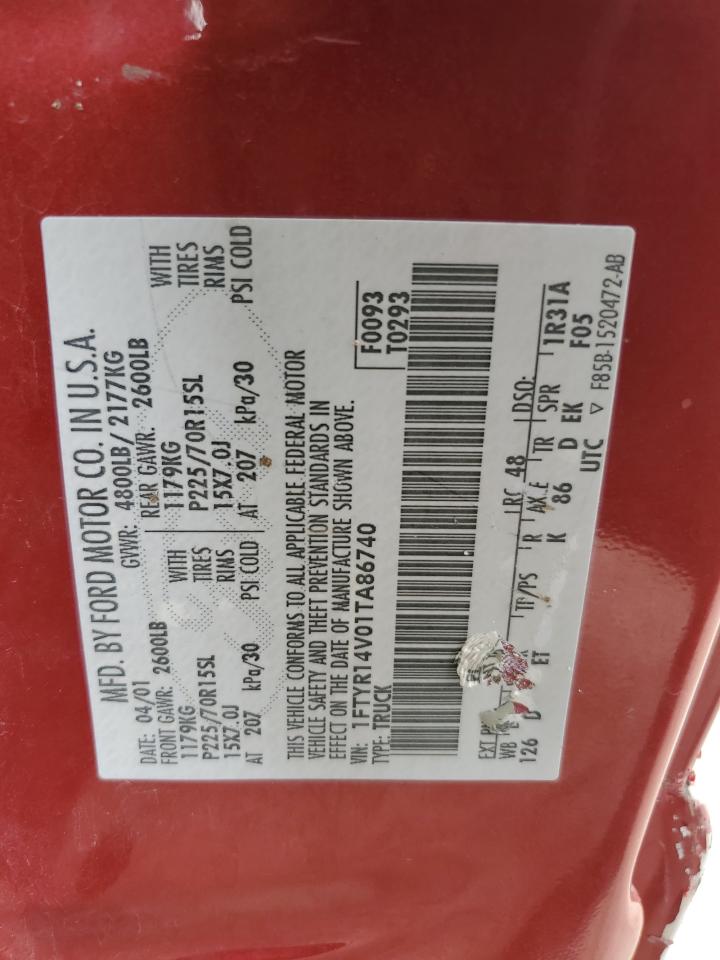 MFD. BY FORD MOTOR CO. IN U.S.A.
DATE: 04/01 GVWR: 4800LB/ 2177KG
FRONT GAWR: 2600LB REAR GAWR: 2600LB
1179KG WITH 1179KG WITH
P225/70R15SL TIRES P225/70R15SL TIRES
15X7.0J RIMS 15X7.0J RIMS
AT 207 kPa/30 PSI COLD AT 207 kPa/30 PSI COLD
THIS VEHICLE CONFORMS TO ALL APPLICABLE FEDERAL MOTOR
VEHICLE SAFETY AND THEFT PREVENTION STANDARDS IN
EFFECT ON THE DATE OF MANUFACTURE SHOWN ABOVE.
VIN: 1FTYR14V01TA86740 F0093
TYPE: TRUCK T0293
EXT RC: 48 DSO:
WB TP/PS R AXLE TR SPR 1R31A
126 ET K 86 D EK F05
UTC ▽ F85B-1520472-AB